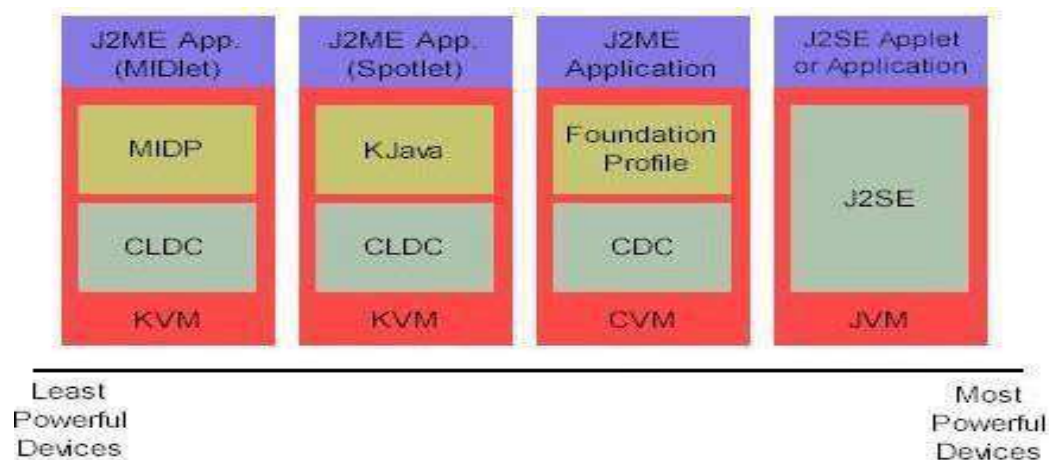 J2ME App.
(MIDlet)
MIDP
CLDC
KVM
J2ME App.
(Spotlet)
KJava
CLDC
KVM
J2ME
Application
Foundation
Profile
CDC
CVM
J2SE Applet
or Application
J2SE
JVM
Least
Powerful
Devices
Most
Powerful
Devices